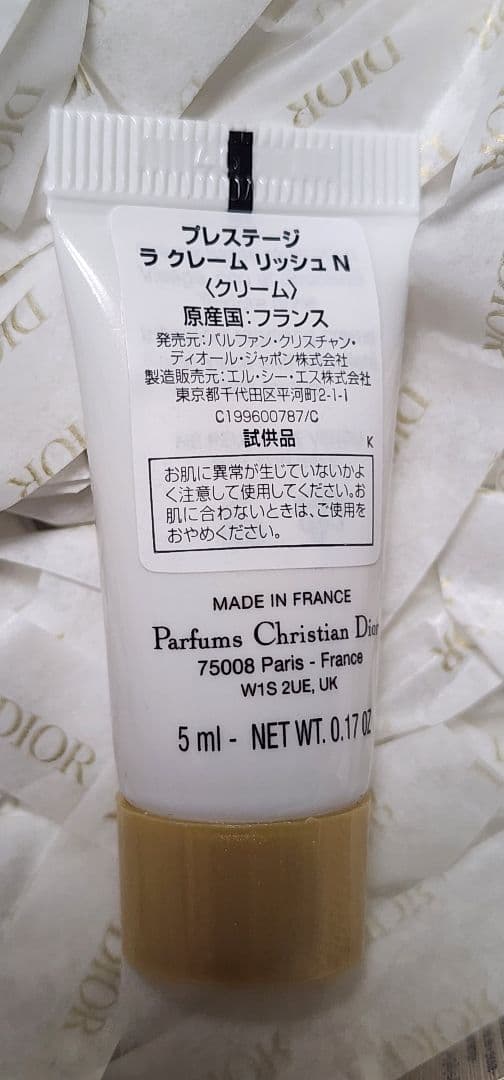 プレステージ
ラ クレーム リッシュ N
〈クリーム〉
原産国：フランス
発売元：パルファン・クリスチャン・
ディオール・ジャポン株式会社
製造販売元：エル・シー・エス株式会社
東京都千代田区平河町2-1-1
C199600787/C
試供品
K
お肌に異常が生じていないかよ
く注意して使用してください。お
肌に合わないときは、ご使用を
おやめください。
MADE IN FRANCE
Parfums Christian Dior
75008 Paris - France
W1S 2UE, UK
5 ml - NET WT. 0.17 OZ
DIOR
DIOR
DIOR
DIOR
DIOR